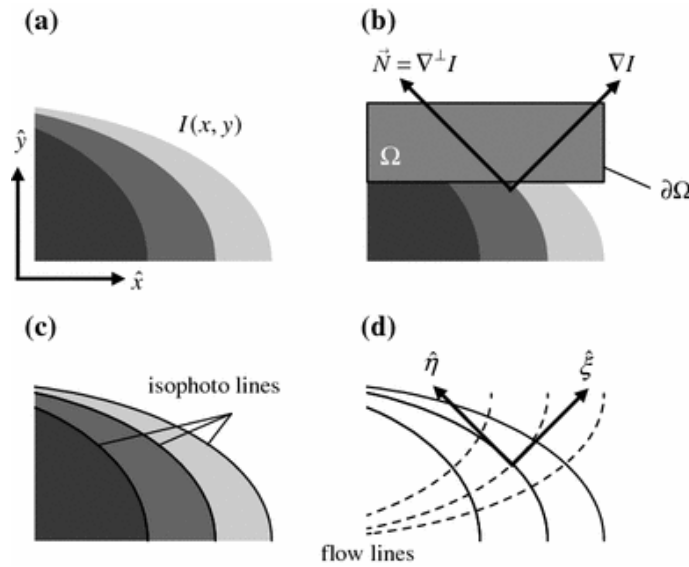 (a)
I(x, y)
ŷ
x̂
(b)
N⃗ = ∇⊥I
∇I
Ω
∂Ω
(c)
isophoto lines
(d)
η̂
ξ̂
flow lines